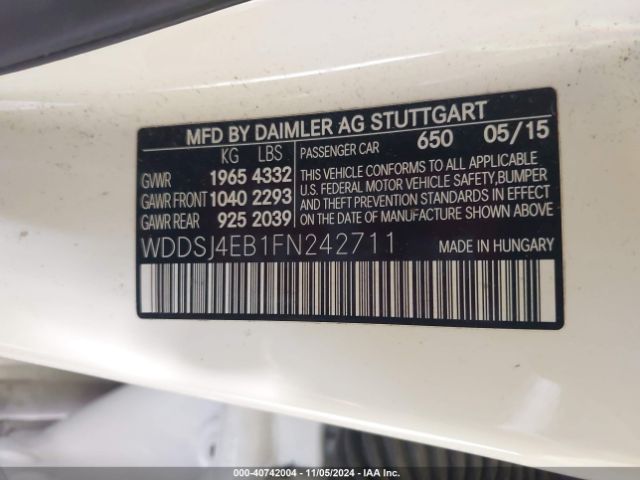 MFD BY DAIMLER AG STUTTGART
KG LBS PASSENGER CAR 650 05/15
GVWR 1965 4332
GAWR FRONT 1040 2293
GAWR REAR 925 2039
THIS VEHICLE CONFORMS TO ALL APPLICABLE
U.S. FEDERAL MOTOR VEHICLE SAFETY,BUMPER
AND THEFT PREVENTION STANDARDS IN EFFECT
ON THE DATE OF MANUFACTURE SHOWN ABOVE.
WDDSJ4EB1FN242711 MADE IN HUNGARY
000-40742004 - 11/05/2024 - IAA Inc.